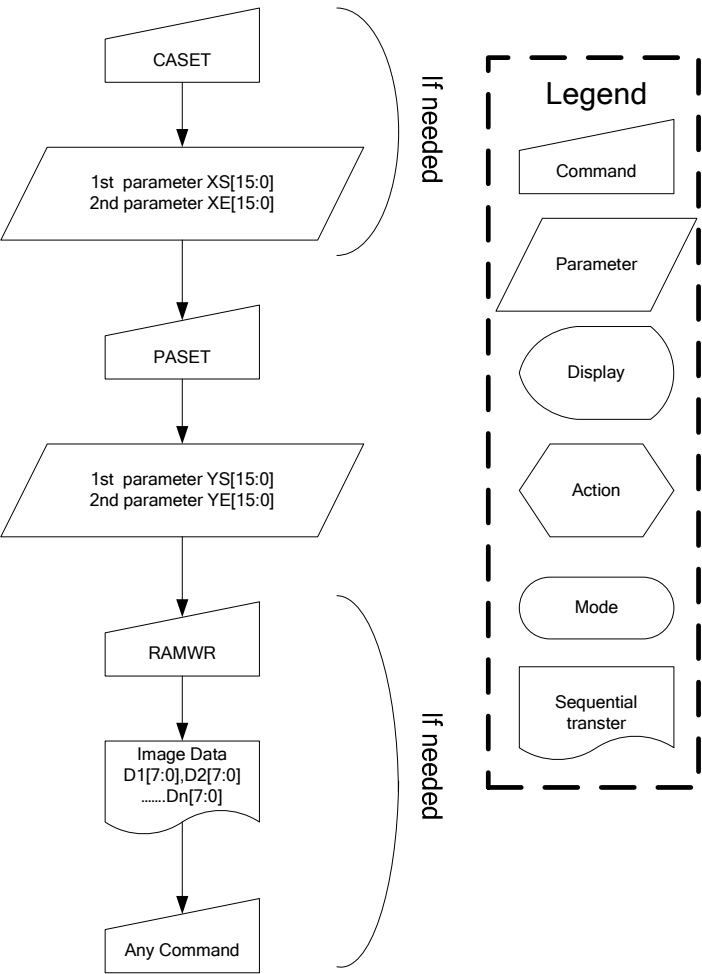 CASET
1st  parameter XS[15:0]
2nd parameter XE[15:0]
If needed
PASET
1st  parameter YS[15:0]
2nd parameter YE[15:0]
RAMWR
Image Data
D1[7:0],D2[7:0]
.......Dn[7:0]
Any Command
If needed
Legend
Command
Parameter
Display
Action
Mode
Sequential
transter